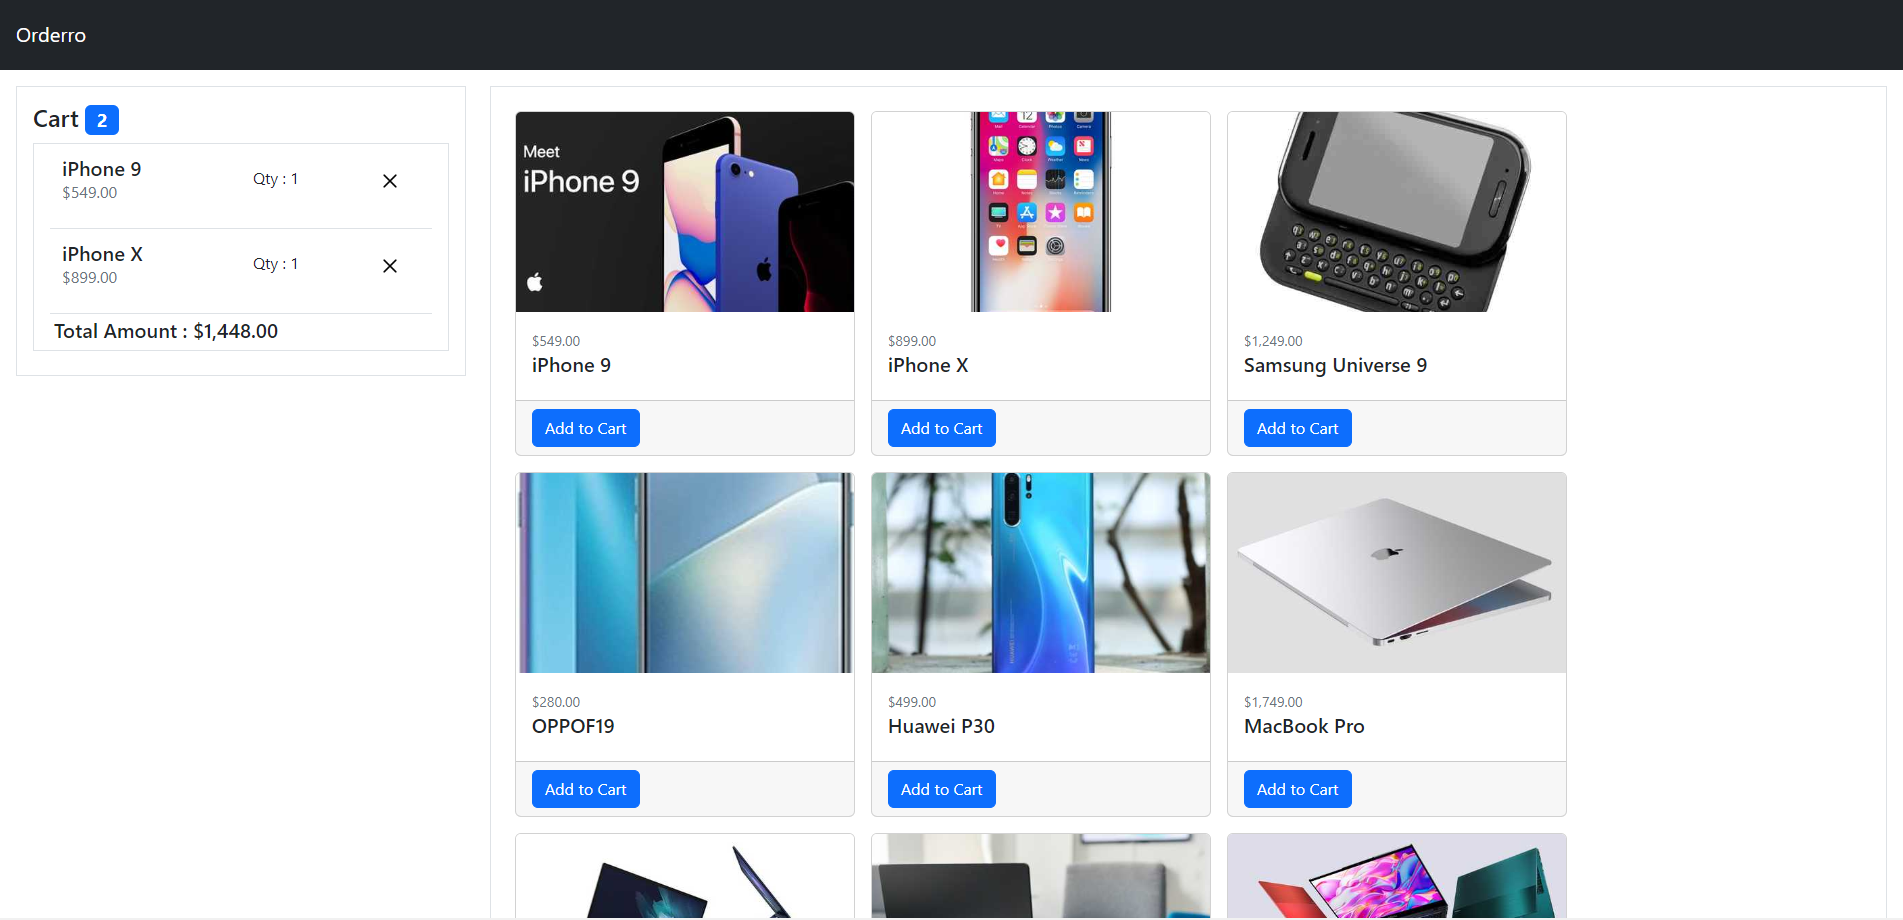 Orderro
Cart 2
iPhone 9
$549.00
Qty : 1
iPhone X
$899.00
Qty : 1
Total Amount : $1,448.00
Meet
iPhone 9
$549.00
iPhone 9
Add to Cart
$899.00
iPhone X
Add to Cart
$1,249.00
Samsung Universe 9
Add to Cart
$280.00
OPPOF19
Add to Cart
HUAWEI
$499.00
Huawei P30
Add to Cart
$1,749.00
MacBook Pro
Add to Cart